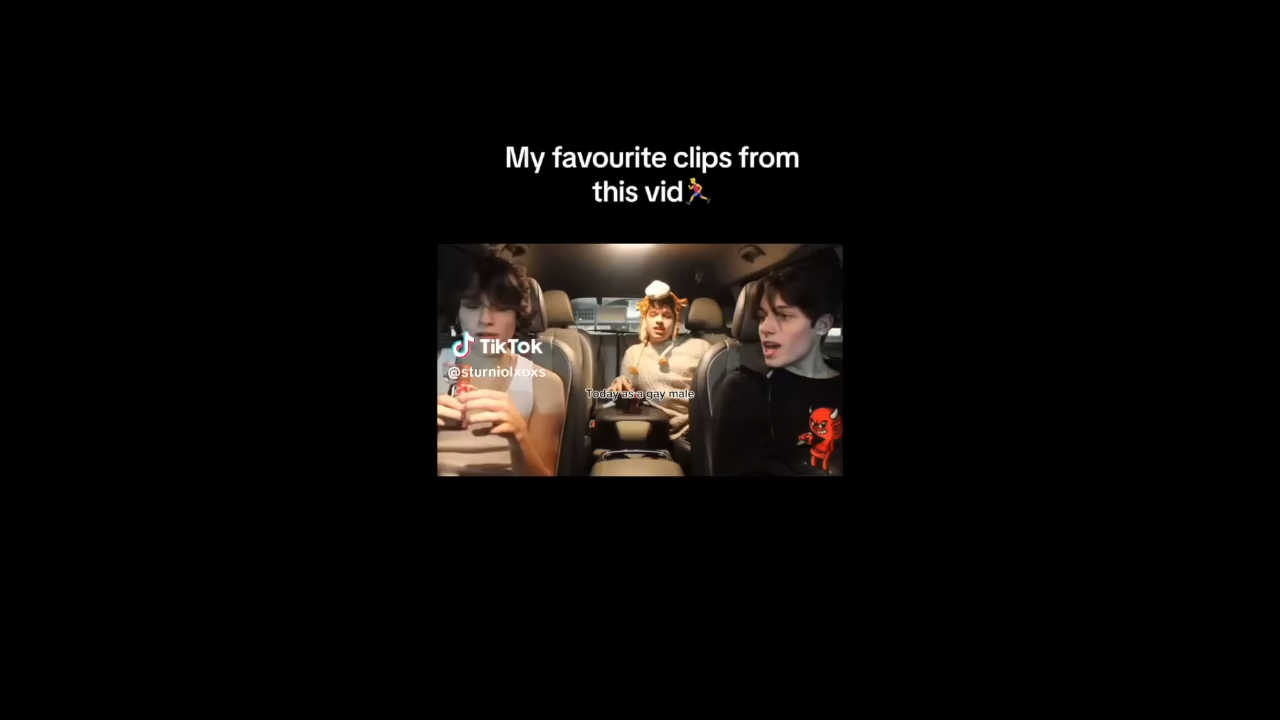 My favourite clips from
this vid🏃‍♂️
TikTok
@sturniolxoxs
Today as a gay male